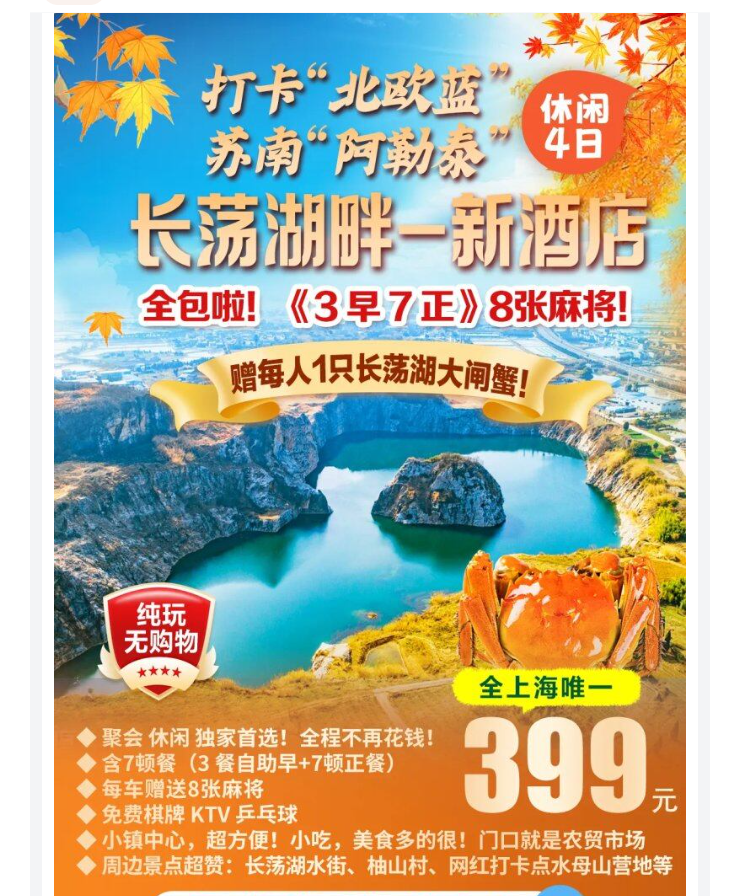 打卡“北欧蓝”
苏南“阿勒泰”
休闲
4日
长荡湖畔一新酒店
全包啦！《3早7正》8张麻将！
赠每人1只长荡湖大闸蟹！
纯玩
无购物
全上海唯一
399元
聚会 休闲 独家首选！全程不再花钱！
含7顿餐（3 餐自助早+7顿正餐）
每车赠送8张麻将
免费棋牌 KTV 乒乓球
小镇中心，超方便！小吃，美食多的很！门口就是农贸市场
周边景点超赞：长荡湖水街、柚山村、网红打卡点水母山营地等